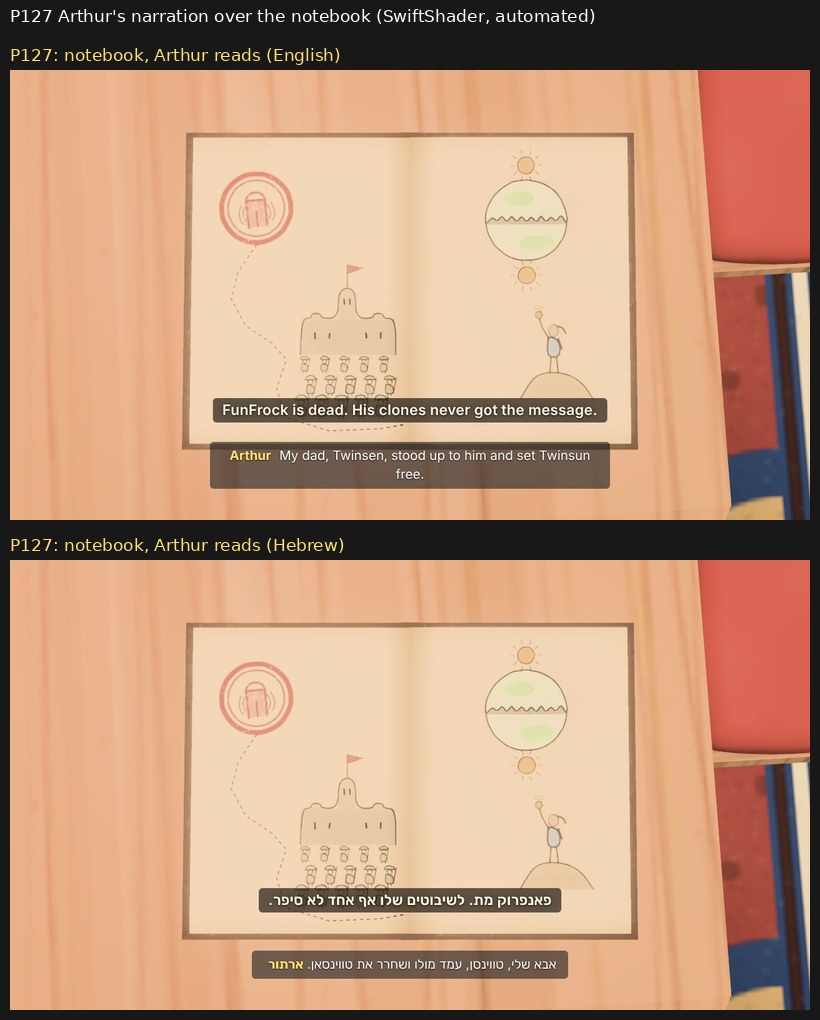 P127 Arthur's narration over the notebook (SwiftShader, automated)
P127: notebook, Arthur reads (English)
FunFrock is dead. His clones never got the message.
Arthur My dad, Twinsen, stood up to him and set Twinsun
free.
P127: notebook, Arthur reads (Hebrew)
פאנפרוק מת. לשיבוטים שלו אף אחד לא סיפר.
אבא שלי, טווינסן, עמד מולו ושחרר את טווינסאן. ארתור